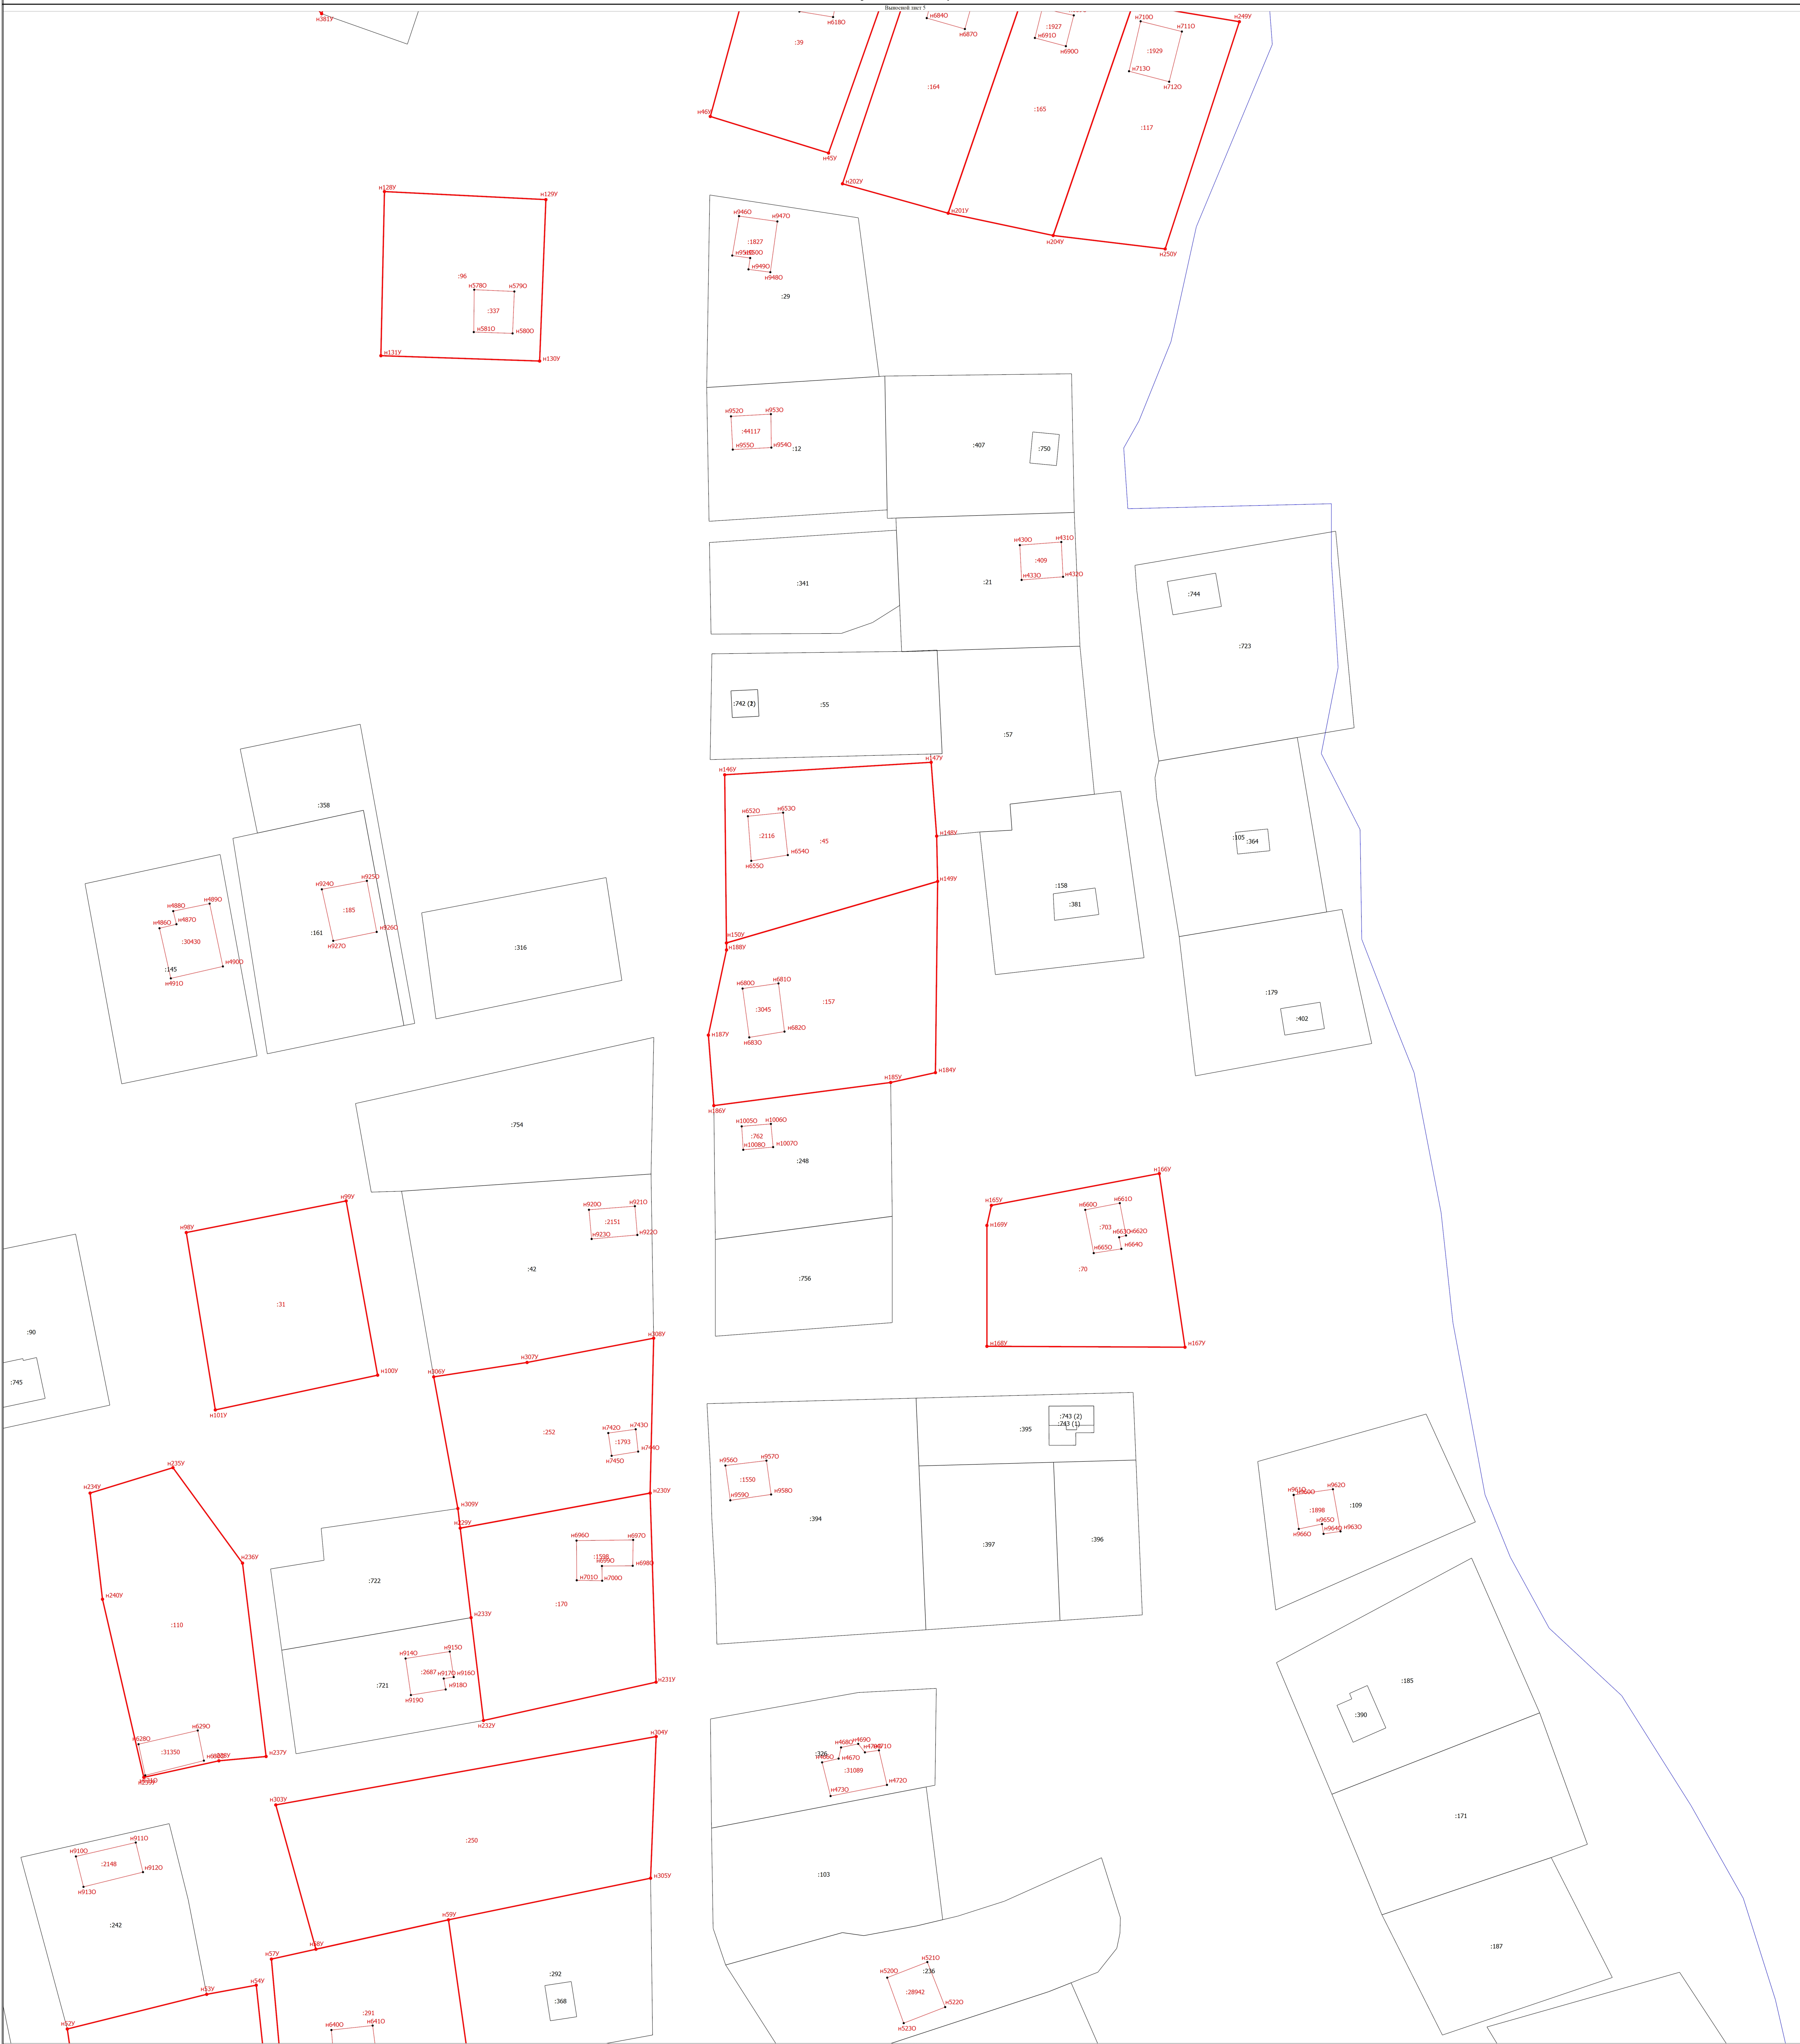 Выносной лист 5
н381У
н618О
:39
н684О
н687О
:1927
н691О
н690О
н710О
н711О
:1929
н713О
н712О
н249У
:164
:165
:117
н46У
н45У
н202У
н201У
н204У
н250У
н128У
н129У
:96
н578О
н579О
:337
н581О
н580О
н131У
н130У
н946О
н947О
:1827
н949О
н948О
:29
н952О
н953О
:44117
н955О
н954О
:12
:407
:750
н430О
н431О
:409
н433О
н432О
:341
:21
:744
:723
:742 (2)
:55
:57
н146У
н147У
:358
н652О
н653О
:2116
:45
н654О
н655О
н148У
:105
:364
н149У
:158
:381
н924О
н925О
:185
н926О
н927О
:161
н488О
н489О
н486О
н487О
:30430
н490О
:145
н491О
:316
н150У
н188У
н680О
н681О
:3045
:157
н682О
н683О
н187У
:179
:402
н185У
н184У
н186У
н1005О
н1006О
:762
н1008О
н1007О
:248
:754
н166У
н165У
н169У
н660О
н661О
:703
н663О
н662О
н664О
н665О
:70
н99У
н98У
:31
н920О
н921О
:2151
н923О
н922О
:42
:756
:90
:745
н308У
н307У
н306У
н168У
н167У
н100У
н101У
:252
н742О
н743О
:1793
н744О
н745О
:395
:743 (2)
:743 (1)
н235У
н234У
н956О
н957О
:1550
н959О
н958О
:394
н230У
н309У
н229У
н961О
н960О
н962О
:1898
:109
н965О
н966О
н964О
н963О
н696О
н697О
:1598
н699О
н698О
н701О
н700О
:397
:396
н236У
:722
н240У
:170
н233У
:110
н914О
н915О
:2687
н917О
н916О
н918О
:721
н919О
:185
:390
н231У
н232У
н304У
н628О
н629О
:31350
н237У
:326
н468О
н469О
н471О
н467О
:31089
н472О
н473О
н303У
:171
:250
н911О
н910О
:2148
н912О
н913О
:103
н305У
:242
н59У
н58У
н57У
:187
н521О
н520О
:236
:28942
н522О
н523О
н54У
н53У
:292
:368
:291
н640О
н641О
н52У